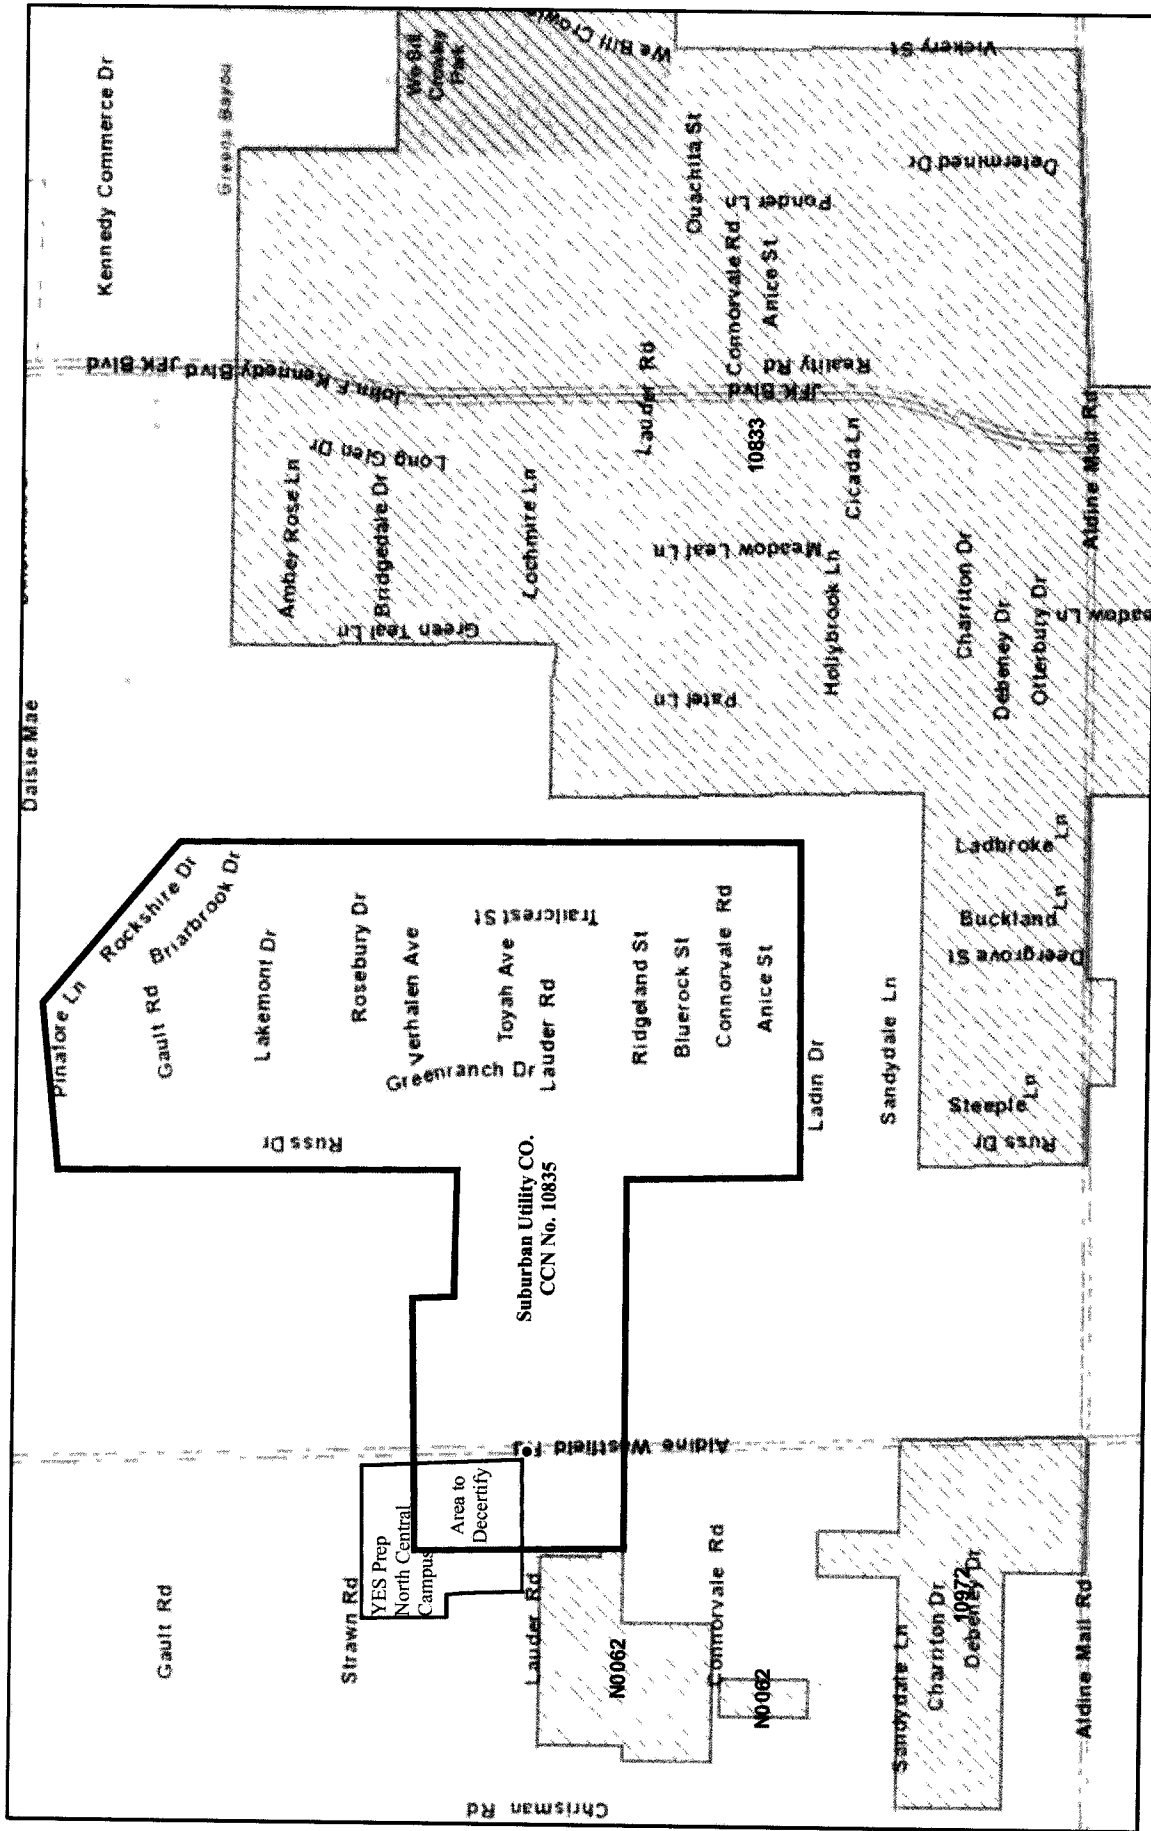 Kennedy Commerce Dr
Greens Bayou
We Bill
Crowley
Park
We Bill Crowle
Vickery St
Daisie Mae
JFK Blvd
John F Kennedy Blvd
Long Glen Dr
Amber Rose Ln
Bridgedale Dr
Green Teal Ln
Lochmire Ln
Ouachita St
Ponder Ln
Determined Dr
Connorvale Rd
Anice St
Reality Rd
JFK Blvd
Lauder Rd
10833
Cicada Ln
Meadow Leaf Ln
Hollybrook Ln
Patel Ln
Charriton Dr
Debeney Dr
Otterbury Dr
Aldine Mail Rd
eadow Ln
Ladbroke Ln
Buckland Ln
Deergrove St
Steeple Ln
Russ Dr
Pinafore Ln
Rockshire Dr
Briarbrook Dr
Gault Rd
Lakemont Dr
Rosebury Dr
Verhalen Ave
Trailcrest St
Toyah Ave
Greenranch Dr
Lauder Rd
Ridgeland St
Bluerock St
Connorvale Rd
Anice St
Russ Dr
Ladin Dr
Sandydale Ln
Suburban Utility CO.
CCN No. 10835
Aldine Westfield
Area to
Decertify
YES Prep
North Central
Campus
Gault Rd
Strawn Rd
Lauder Rd
N0062
Connorvale Rd
N0062
Sandydale Ln
Charriton Dr
10972
Debeney Dr
Aldine Mail Rd
Chrisman Rd